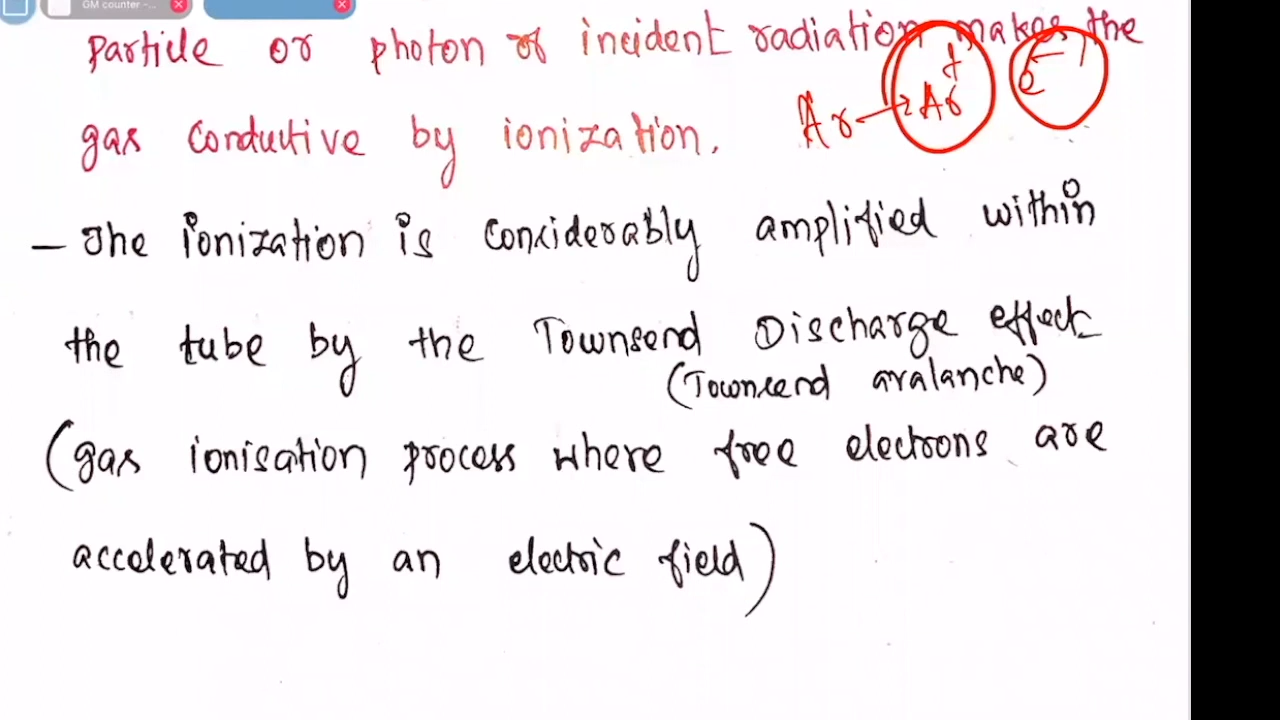 GM counter -...
particle or photon of incident radiation makes the
Ar → Ar+ e-
gas conductive by ionization.
- The ionization is considerably amplified within
the tube by the Townsend Discharge effect
(Townsend avalanche)
(gas ionisation process where free electrons are
accelerated by an electric field)